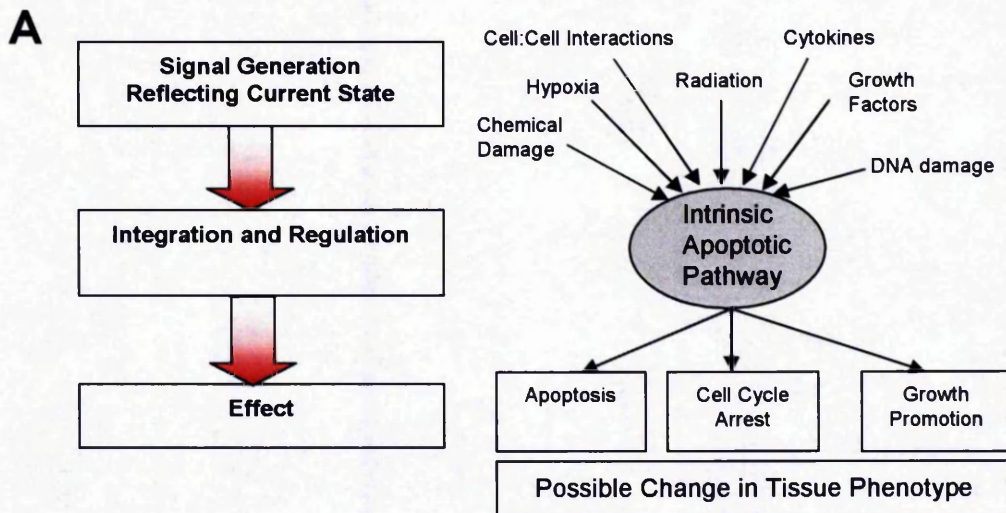 A
Signal Generation
Reflecting Current State
Integration and Regulation
Effect
Cell:Cell Interactions
Cytokines
Hypoxia
Radiation
Growth
Factors
Chemical
Damage
DNA damage
Intrinsic
Apoptotic
Pathway
Apoptosis
Cell Cycle
Arrest
Growth
Promotion
Possible Change in Tissue Phenotype